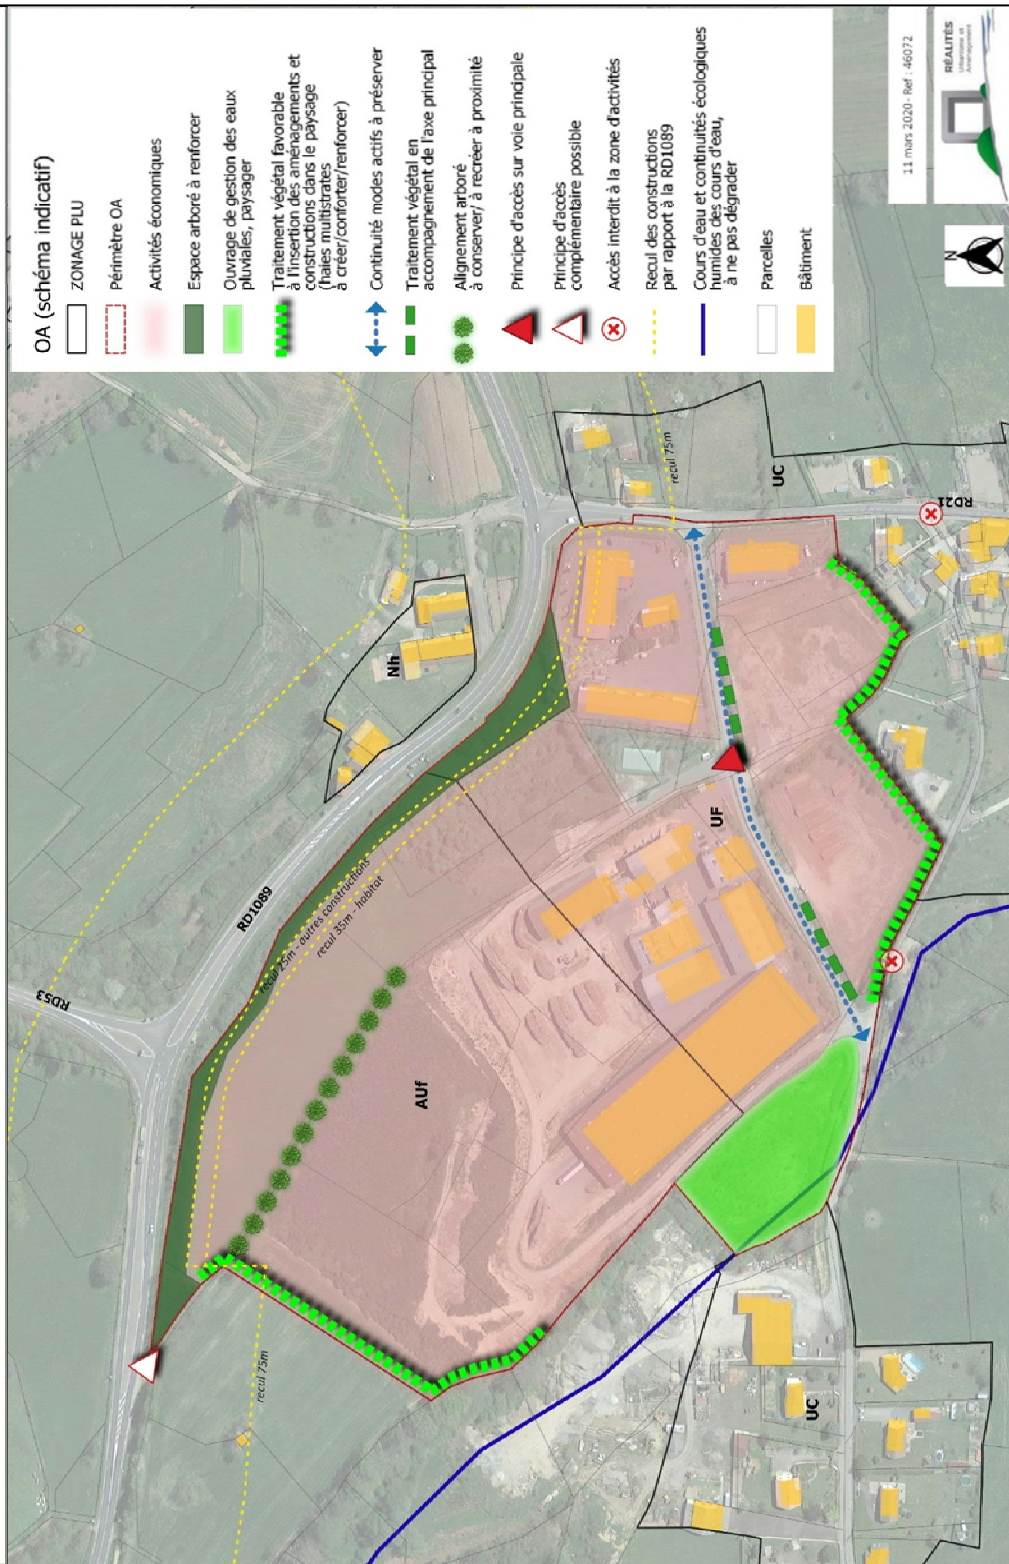 OA (schéma indicatif)
ZONAGE PLU
Périmètre OA
Activités économiques
Espace arboré à renforcer
Ouvrage de gestion des eaux
pluviales, paysager
Traitement végétal favorable
à l'insertion des aménagements et
constructions dans le paysage
(haies multistrates
à créer/conforter/renforcer)
Continuité modes actifs à préserver
Traitement végétal en
accompagnement de l'axe principal
Alignement arboré
à conserver/ à recréer à proximité
Principe d'accès sur voie principale
Principe d'accès
complémentaire possible
Accès interdit à la zone d'activités
Recul des constructions
par rapport à la RD1089
Cours d'eau et continuités écologiques
humides des cours d'eau,
à ne pas dégrader
Parcelles
Bâtiment
11 mars 2020- Ref : 46072
RÉALITÉS
Urbanisme et
Aménagement
N
RD53
RD1089
Nh
recul 25m - outres constructions
recul 35m - habitat
recul 75m
recul 75m
AUf
UF
UC
UC
RD21